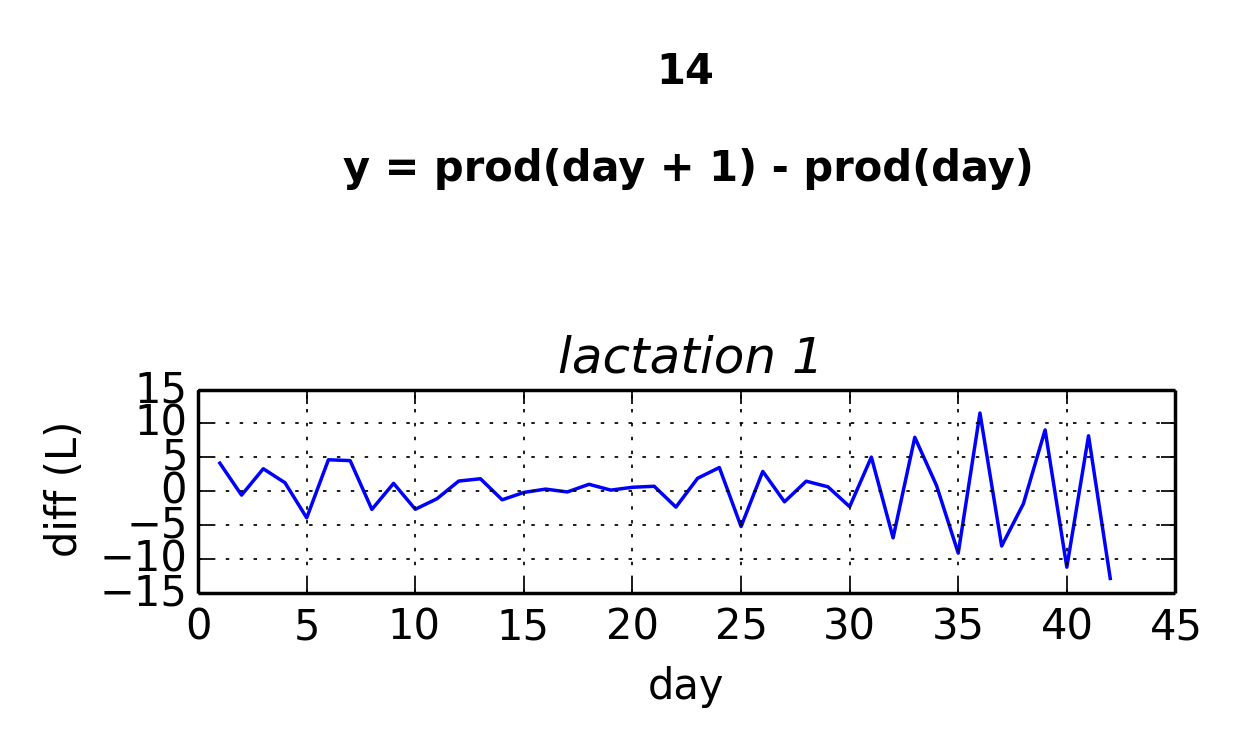 14
y = prod(day + 1) - prod(day)
lactation 1
diff (L)
15
10
5
0
−5
−10
−15
0 5 10 15 20 25 30 35 40 45
day